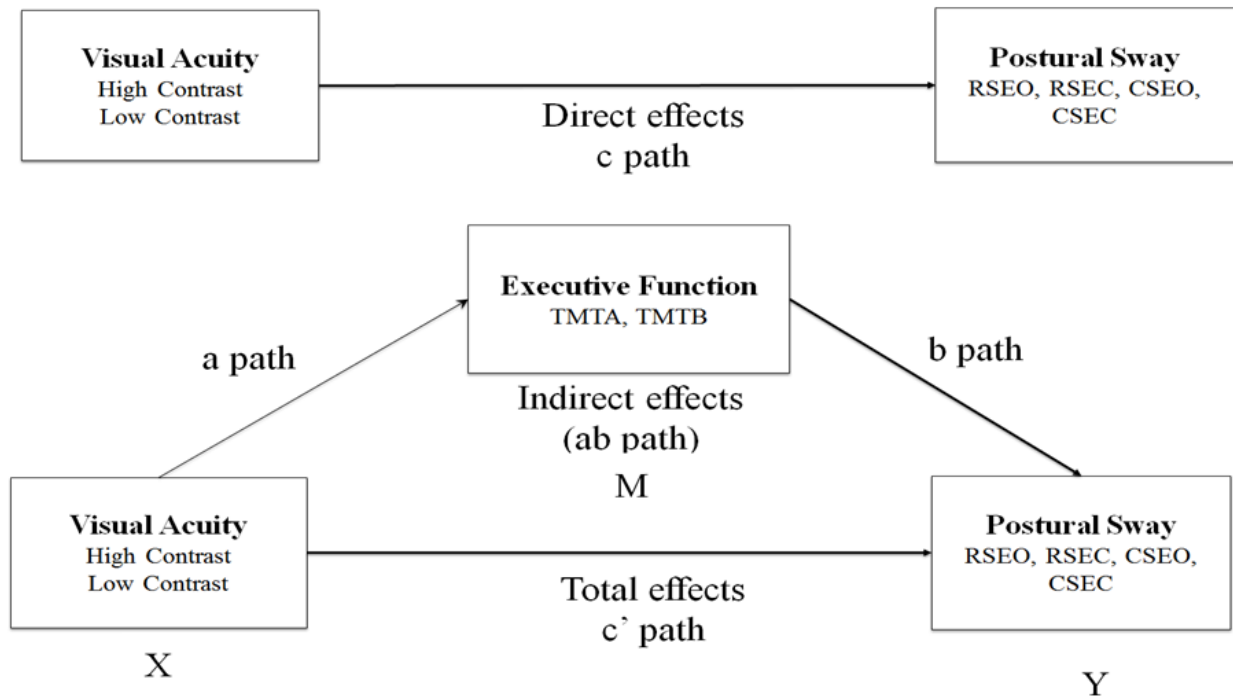 Visual Acuity
High Contrast
Low Contrast
Direct effects
c path
Postural Sway
RSEO, RSEC, CSEO,
CSEC
Executive Function
TMTA, TMTB
a path
b path
Indirect effects
(ab path)
M
Visual Acuity
High Contrast
Low Contrast
Total effects
c’ path
Postural Sway
RSEO, RSEC, CSEO,
CSEC
X
Y